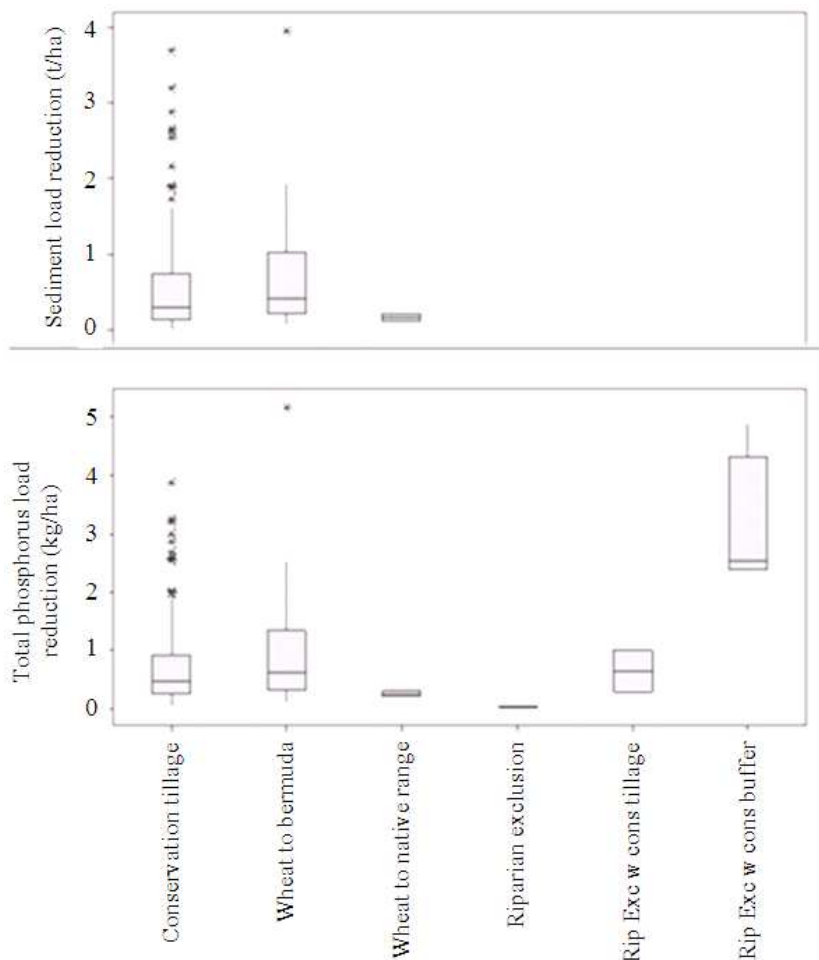 Sediment load reduction (t/ha)
4
3
2
1
0
Total phosphorus load
reduction (kg/ha)
5
4
3
2
1
0
Conservation tillage
Wheat to bermuda
Wheat to native range
Riparian exclusion
Rip Exc w cons tillage
Rip Exc w cons buffer